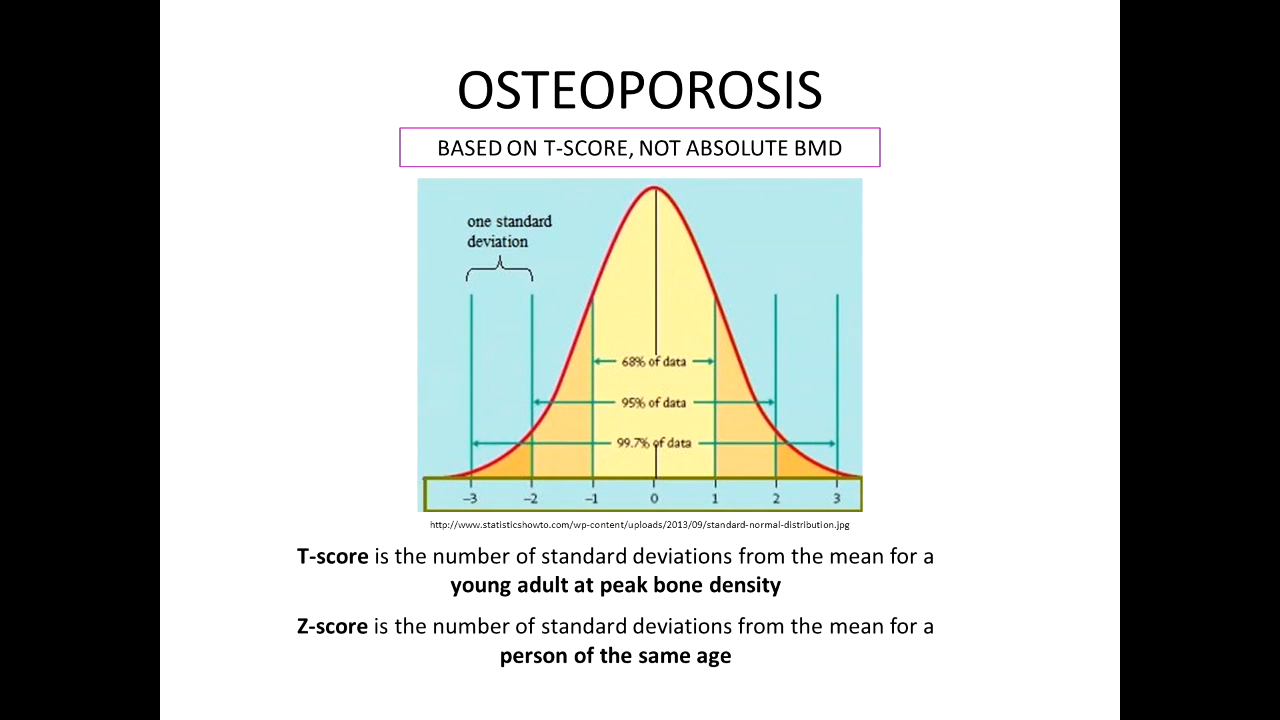 OSTEOPOROSIS
BASED ON T-SCORE, NOT ABSOLUTE BMD
one standard
deviation
68% of data
95% of data
99.7% of data
–3 –2 –1 0 1 2 3
http://www.statisticshowto.com/wp-content/uploads/2013/09/standard-normal-distribution.jpg
T-score is the number of standard deviations from the mean for a
young adult at peak bone density
Z-score is the number of standard deviations from the mean for a
person of the same age